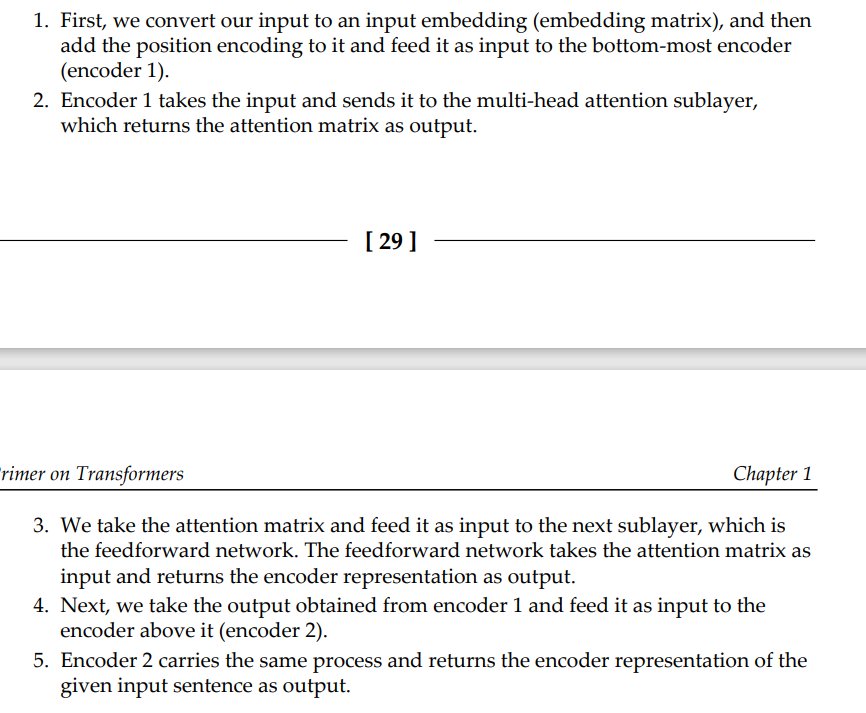 1. First, we convert our input to an input embedding (embedding matrix), and then
add the position encoding to it and feed it as input to the bottom-most encoder
(encoder 1).
2. Encoder 1 takes the input and sends it to the multi-head attention sublayer,
which returns the attention matrix as output.
[ 29 ]
rimer on Transformers Chapter 1
3. We take the attention matrix and feed it as input to the next sublayer, which is
the feedforward network. The feedforward network takes the attention matrix as
input and returns the encoder representation as output.
4. Next, we take the output obtained from encoder 1 and feed it as input to the
encoder above it (encoder 2).
5. Encoder 2 carries the same process and returns the encoder representation of the
given input sentence as output.